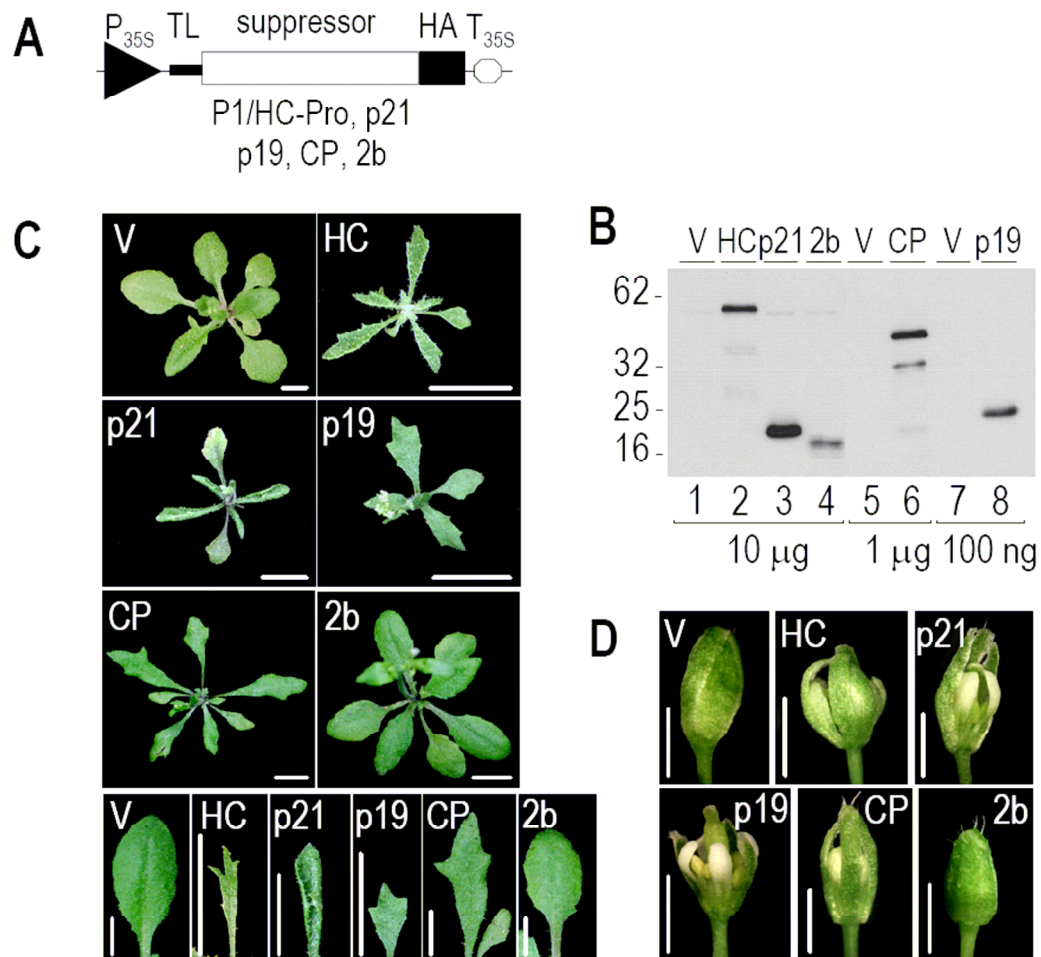 A
P35S TL suppressor HA T35S
P1/HC-Pro, p21
p19, CP, 2b
C
V HC
p21 p19
CP 2b
V HC p21 p19 CP 2b
B
V HC p21 2b V CP V p19
62
32
25
16
1 2 3 4 5 6 7 8
10 μg 1 μg 100 ng
D
V HC p21
p19 CP 2b